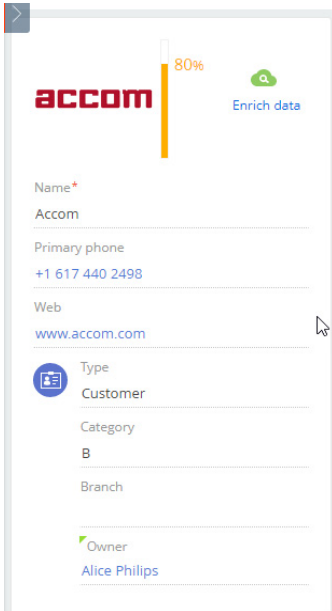 accom
80%
Enrich data
Name*
Accom
Primary phone
+1 617 440 2498
Web
www.accom.com
Type
Customer
Category
B
Branch
Owner
Alice Philips